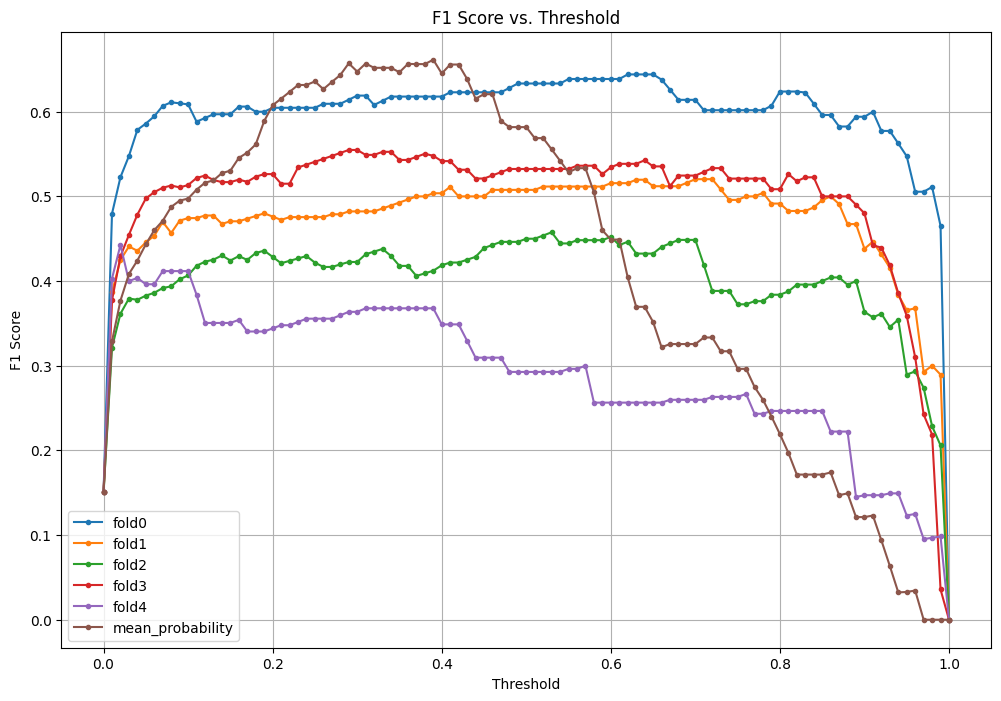 F1 Score vs. Threshold
F1 Score
0.6
0.5
0.4
0.3
0.2
0.1
0.0
fold0
fold1
fold2
fold3
fold4
mean_probability
0.0 0.2 0.4 0.6 0.8 1.0
Threshold